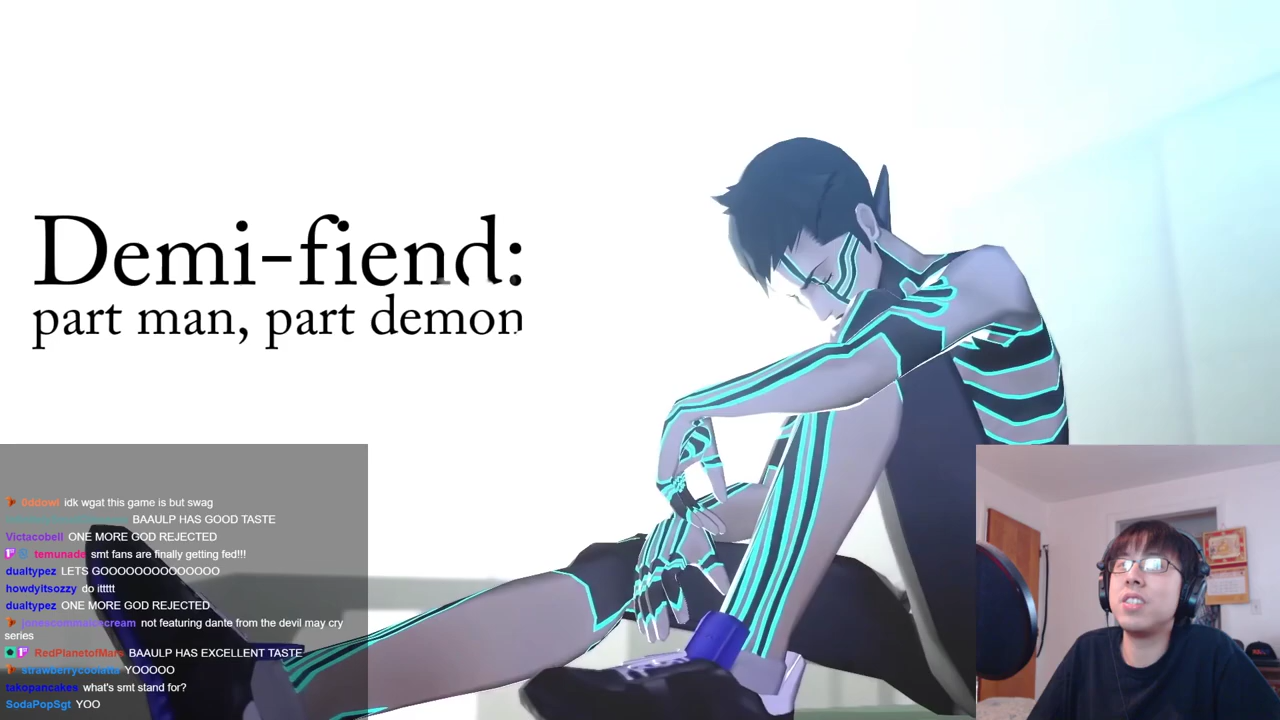 Demi-fiend:
part man, part demon
0ddowl idk wgat this game is but swag
BAAULP HAS GOOD TASTE
Victacobell ONE MORE GOD REJECTED
temunade smt fans are finally getting fed!!!
dualtypez LETS GOOOOOOOOOOOOOO
howdyitsozzy do ittttt
dualtypez ONE MORE GOD REJECTED
not featuring dante from the devil may cry
series
RedPlanetofMars BAAULP HAS EXCELLENT TASTE
YOOOOO
takopancakes what's smt stand for?
SodaPopSgt YOO